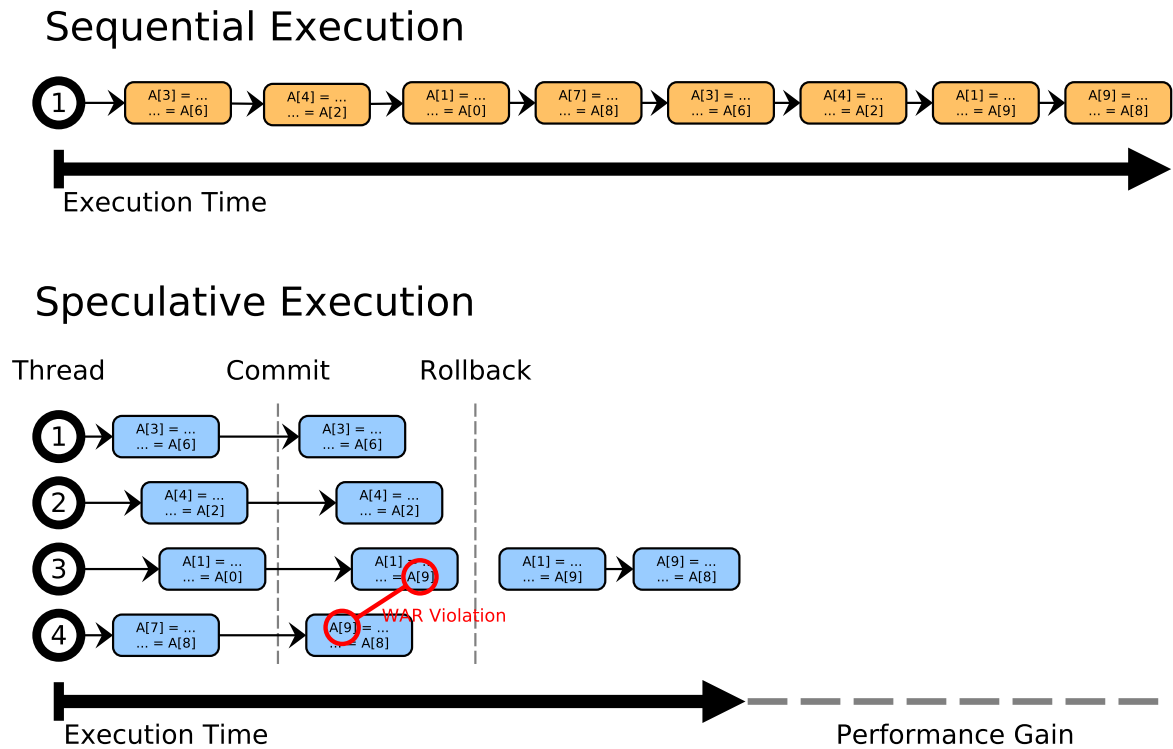 Sequential Execution
1
A[3] = ...
... = A[6]
A[4] = ...
... = A[2]
A[1] = ...
... = A[0]
A[7] = ...
... = A[8]
A[3] = ...
... = A[6]
A[4] = ...
... = A[2]
A[1] = ...
... = A[9]
A[9] = ...
... = A[8]
Execution Time
Speculative Execution
Thread
Commit
Rollback
1
A[3] = ...
... = A[6]
A[3] = ...
... = A[6]
2
A[4] = ...
... = A[2]
A[4] = ...
... = A[2]
3
A[1] = ...
... = A[0]
A[1] = ...
... = A[9]
A[1] = ...
... = A[9]
A[9] = ...
... = A[8]
WAR Violation
4
A[7] = ...
... = A[8]
A[9] = ...
... = A[8]
Execution Time
Performance Gain